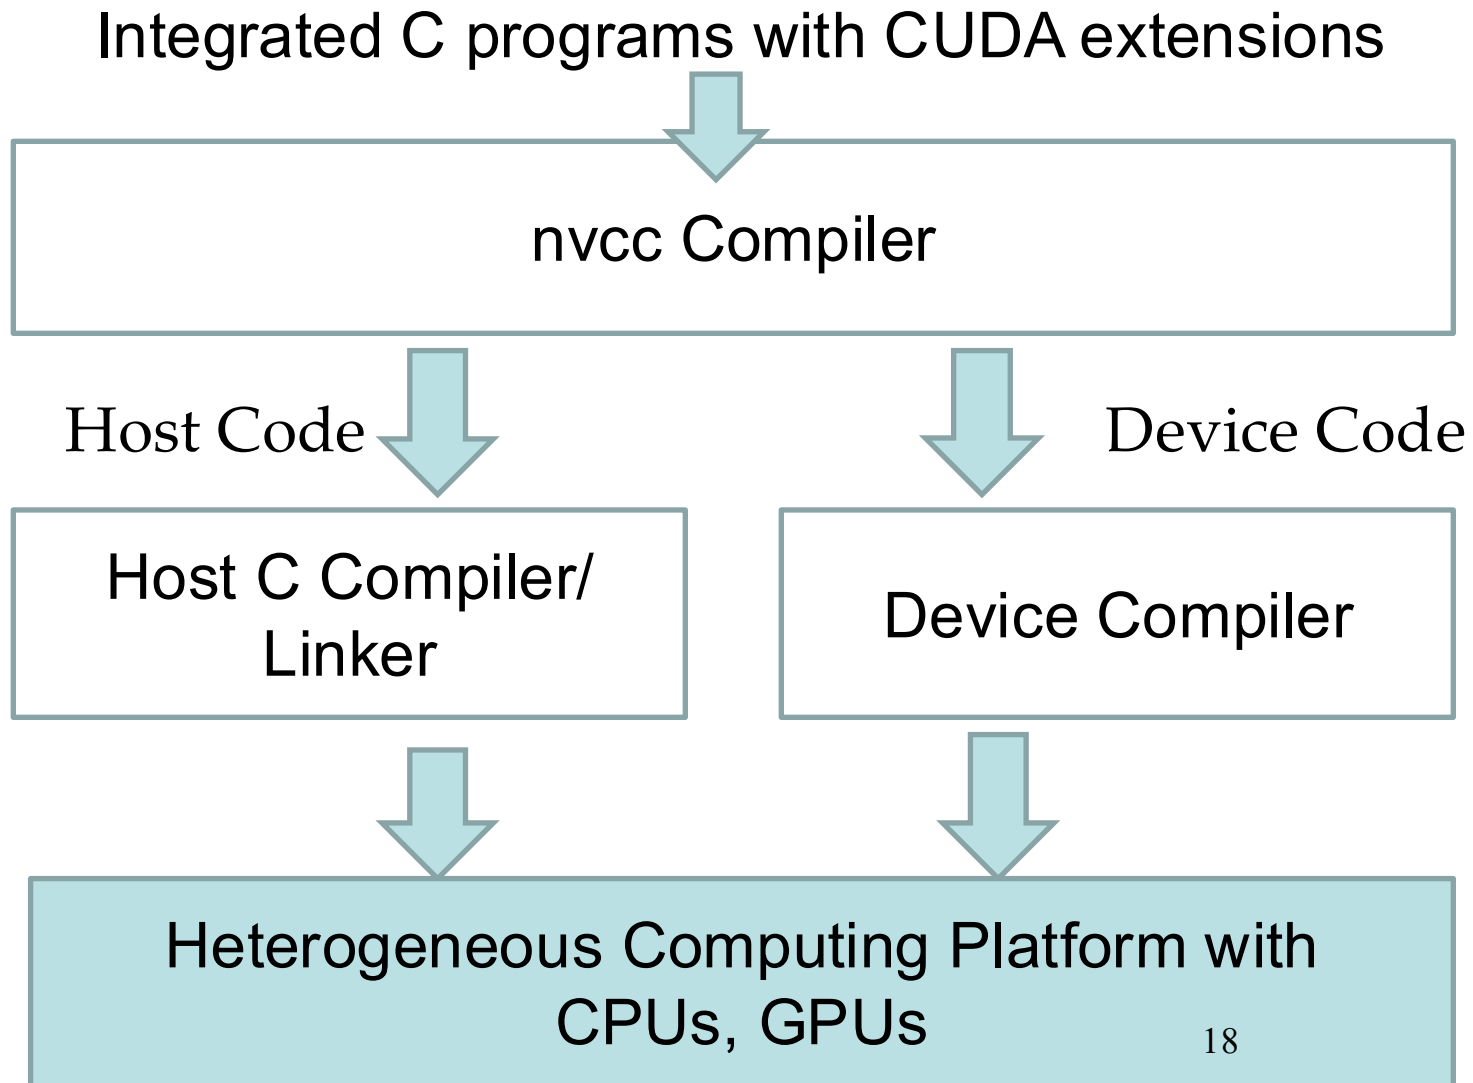 Integrated C programs with CUDA extensions
nvcc Compiler
Host Code
Device Code
Host C Compiler/
Linker
Device Compiler
Heterogeneous Computing Platform with
CPUs, GPUs
18